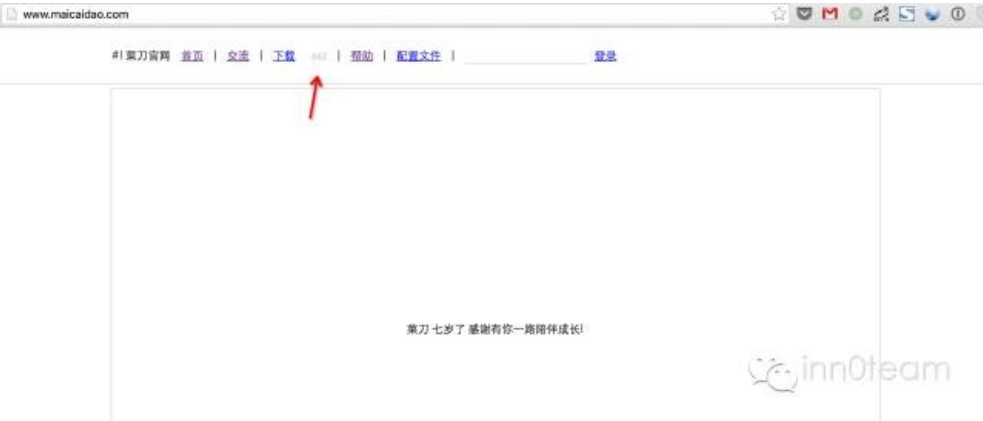 www.maicaidao.com
#! 菜刀官网 首页 | 交流 | 下载 | 帮助 | 配置文件 | 登录
菜刀 七岁了 感谢有你一路陪伴成长!
inn0team